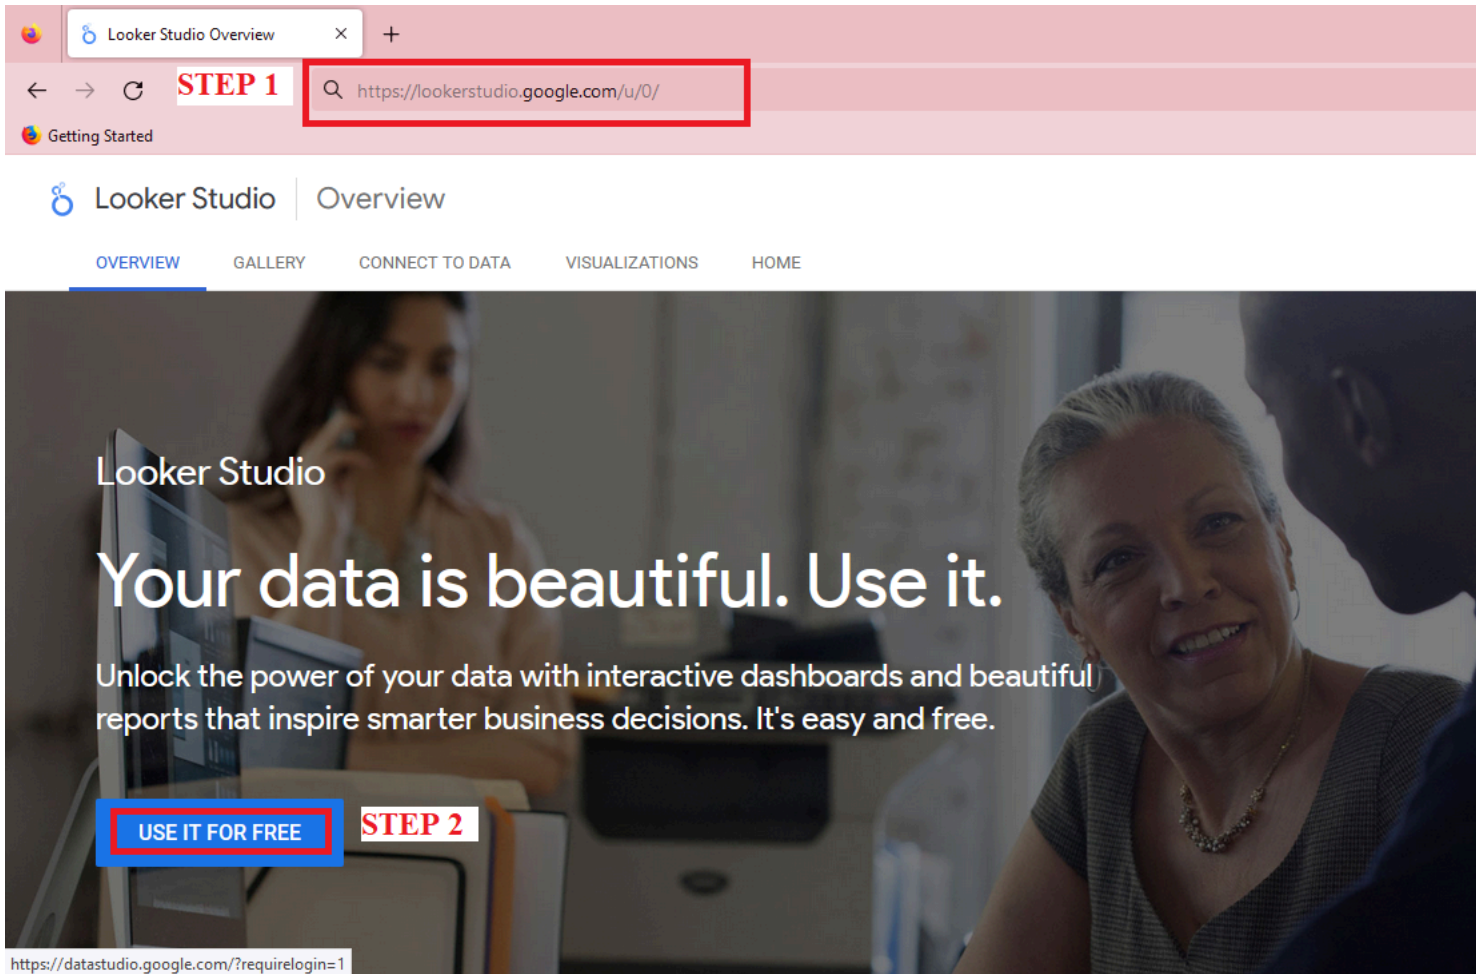 Looker Studio Overview
STEP 1
https://lookerstudio.google.com/u/0/
Getting Started
Looker Studio Overview
OVERVIEW GALLERY CONNECT TO DATA VISUALIZATIONS HOME
Looker Studio
Your data is beautiful. Use it.
Unlock the power of your data with interactive dashboards and beautiful
reports that inspire smarter business decisions. It's easy and free.
USE IT FOR FREE STEP 2
https://datastudio.google.com/?requirelogin=1